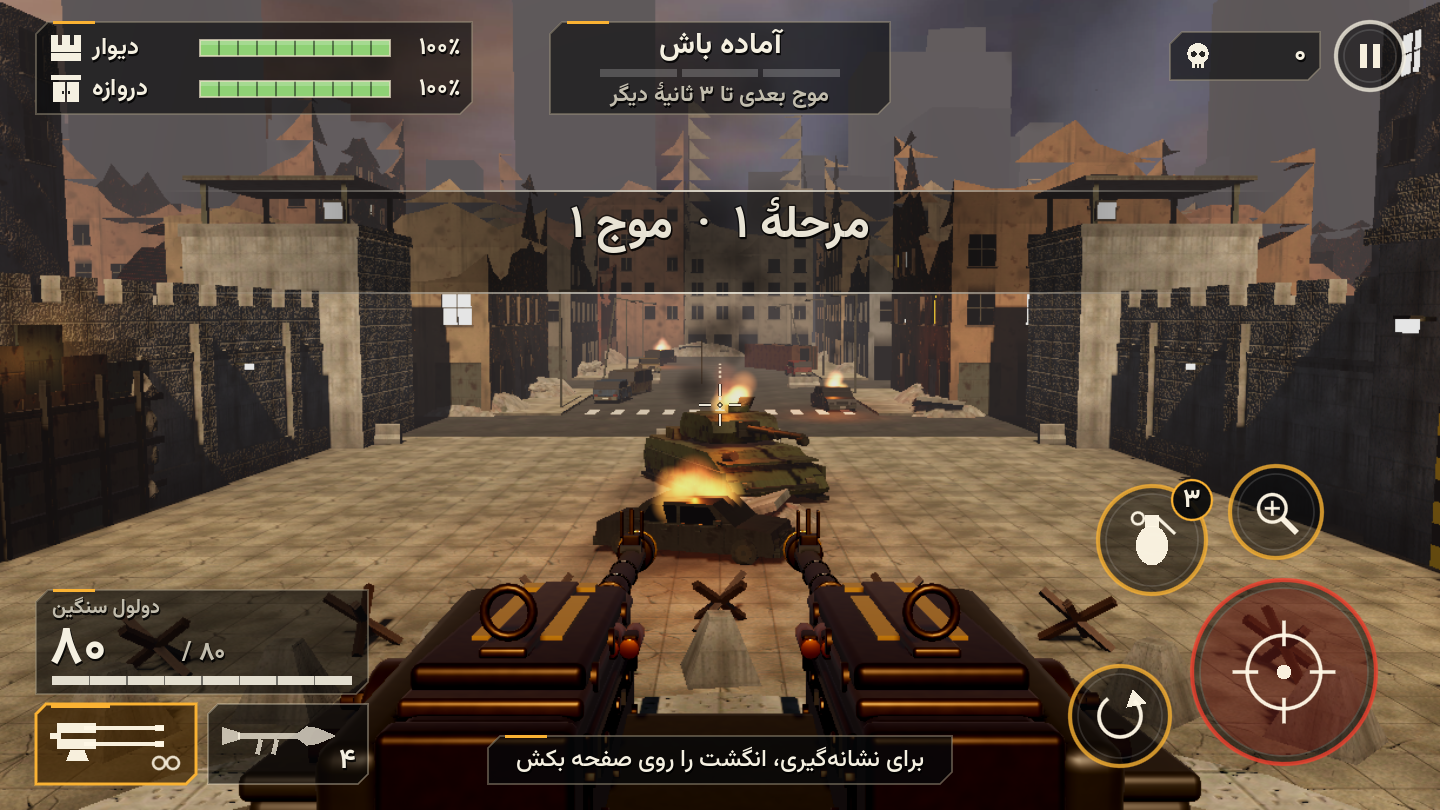 دیوار ۱۰۰٪
دروازه ۱۰۰٪
آماده باش
موج بعدی تا ۳ ثانیهٔ دیگر
۰
مرحلهٔ ۱ · موج ۱
۳
دولول سنگین
۸۰ / ۸۰
∞
۴
برای نشانه‌گیری، انگشت را روی صفحه بکش